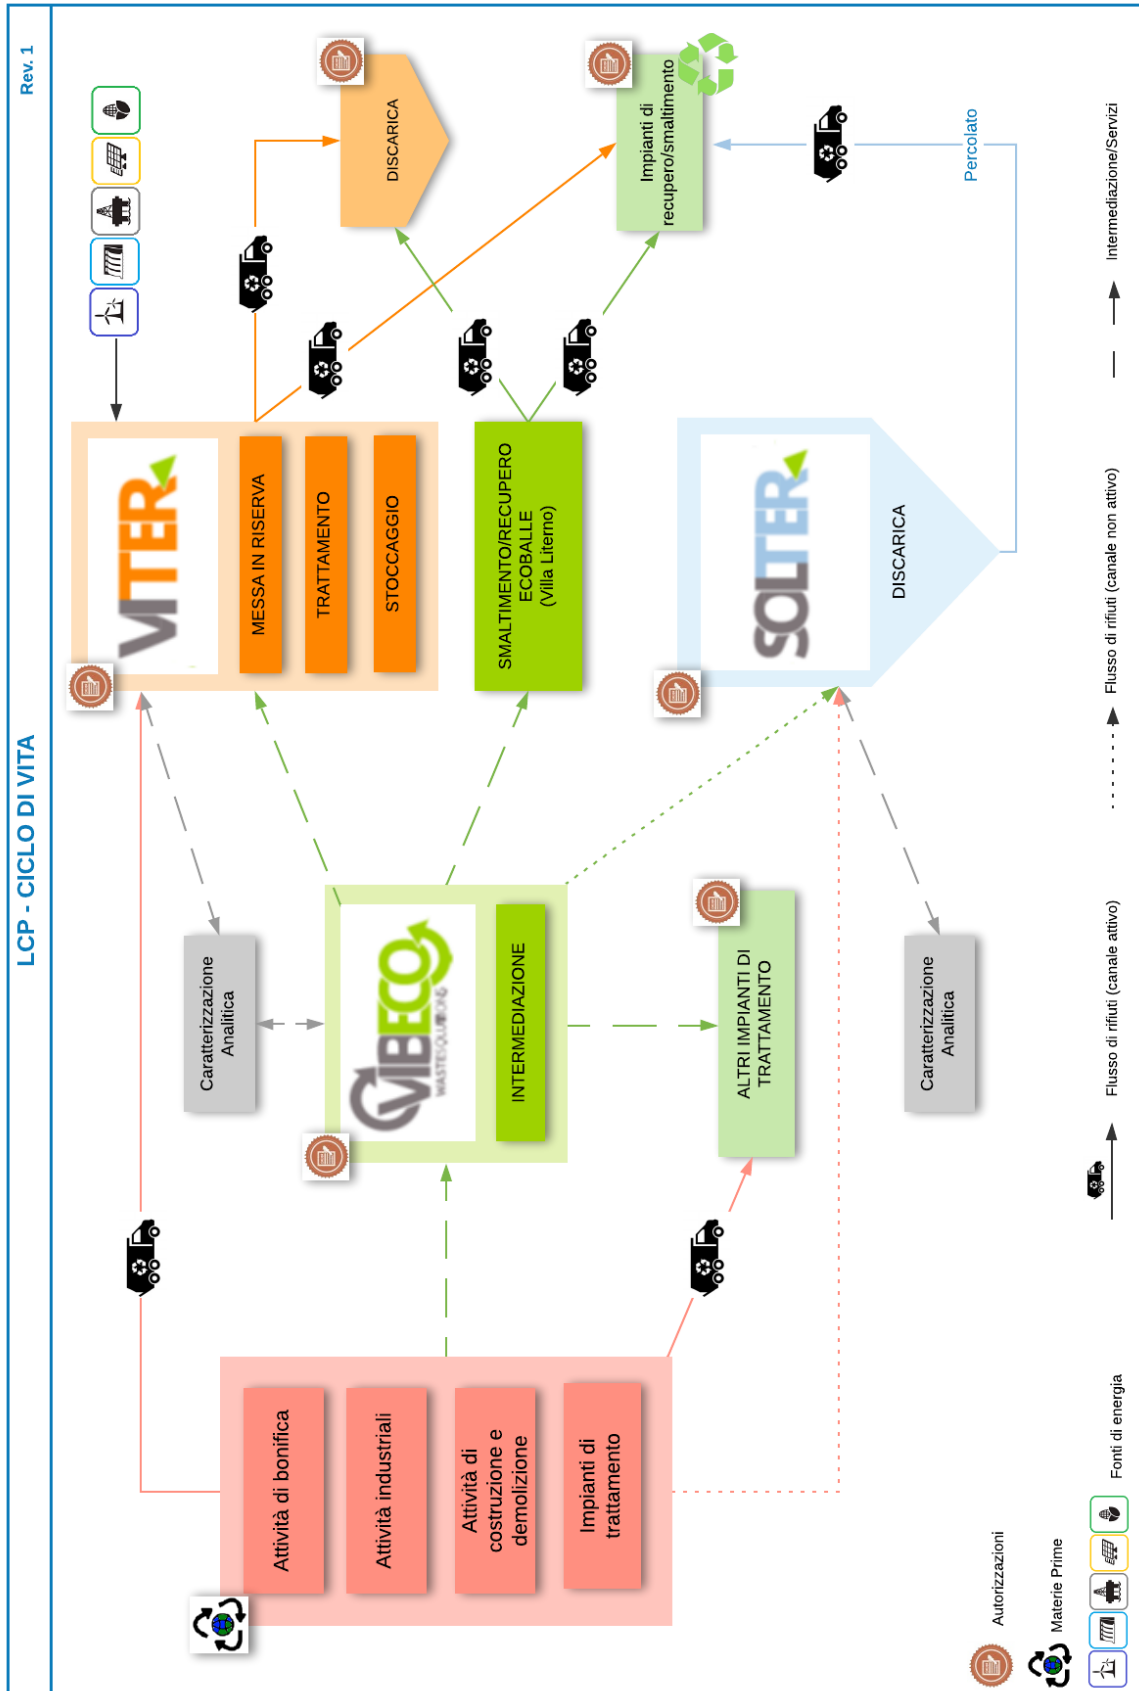 LCP - CICLO DI VITA
Rev. 1
Attività di bonifica
Attività industriali
Attività di
costruzione e
demolizione
Impianti di
trattamento
Caratterizzazione
Analitica
VIBECO
WASTESOLUTIONS
INTERMEDIAZIONE
ALTRI IMPIANTI DI
TRATTAMENTO
Caratterizzazione
Analitica
VITTER
MESSA IN RISERVA
TRATTAMENTO
STOCCAGGIO
SMALTIMENTO/RECUPERO
ECOBALLE
(Villa Literno)
SOLTER
DISCARICA
DISCARICA
Impianti di
recupero/smaltimento
Percolato
Autorizzazioni
Materie Prime
Fonti di energia
Flusso di rifiuti (canale attivo)
Flusso di rifiuti (canale non attivo)
Intermediazione/Servizi